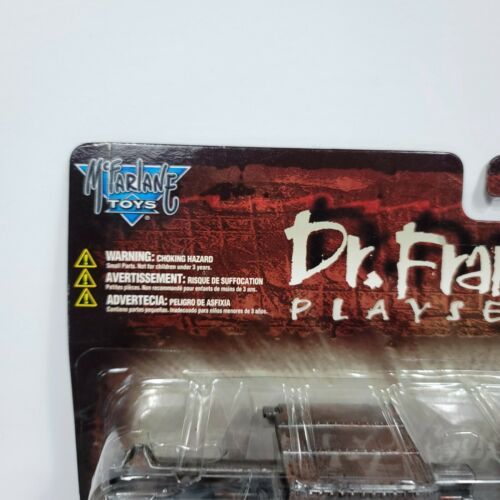 McFARLANE
TOYS
®
WARNING: CHOKING HAZARD
Small Parts. Not for children under 3 years.
AVERTISSEMENT: RISQUE DE SUFFOCATION
Petites pièces. Non recommandé pour enfants de moins de 3 ans.
ADVERTECIA: PELIGRO DE ASFIXIA
Contiene partes pequeñas. Inadecuado para niños menores de 3 años.
Dr. Fran
PLAYSE